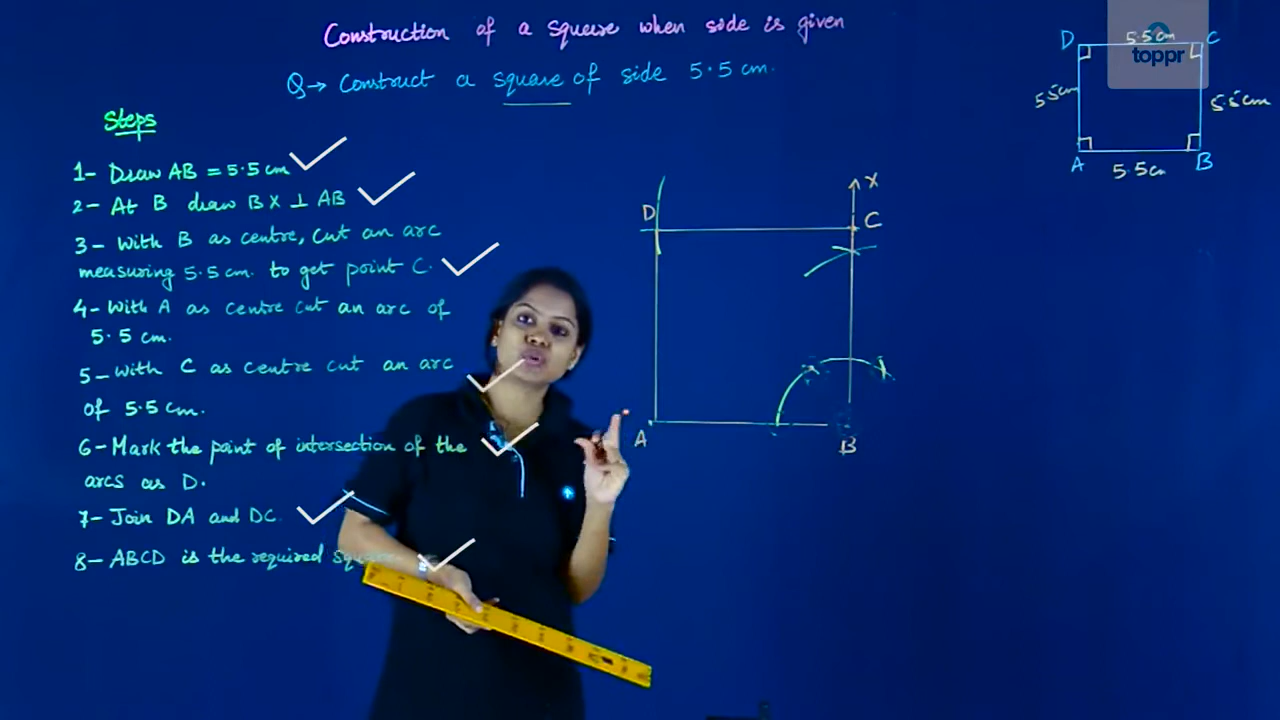 Construction of a square when side is given
Q→ Construct a square of side 5.5 cm.
Steps
1- Draw AB = 5.5 cm
2- At B draw BX ⊥ AB
3- With B as centre, cut an arc
measuring 5.5 cm. to get point C.
4- With A as centre cut an arc of
5.5 cm.
5- With C as centre cut an arc
of 5.5 cm.
6- Mark the point of intersection of the
arcs as D.
7- Join DA and DC.
8- ABCD is the required square.
D 5.5 cm C
toppr
5.5cm 5.5cm
A 5.5cm B
X
D C
A B